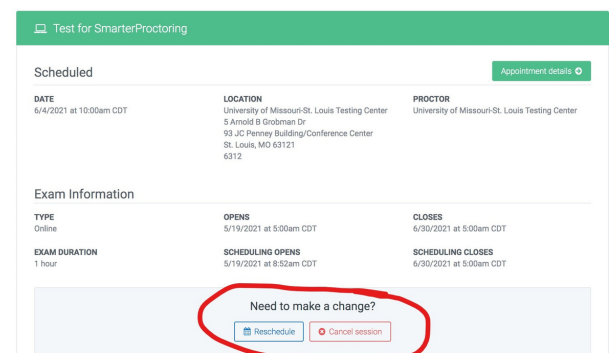 Test for SmarterProctoring
Scheduled
Appointment details
DATE
6/4/2021 at 10:00am CDT
LOCATION
University of Missouri-St. Louis Testing Center
5 Arnold B Grobman Dr
93 JC Penney Building/Conference Center
St. Louis, MO 63121
6312
PROCTOR
University of Missouri-St. Louis Testing Center
Exam Information
TYPE
Online
OPENS
5/19/2021 at 5:00am CDT
CLOSES
6/30/2021 at 5:00am CDT
EXAM DURATION
1 hour
SCHEDULING OPENS
5/19/2021 at 8:52am CDT
SCHEDULING CLOSES
6/30/2021 at 5:00am CDT
Need to make a change?
Reschedule
Cancel session